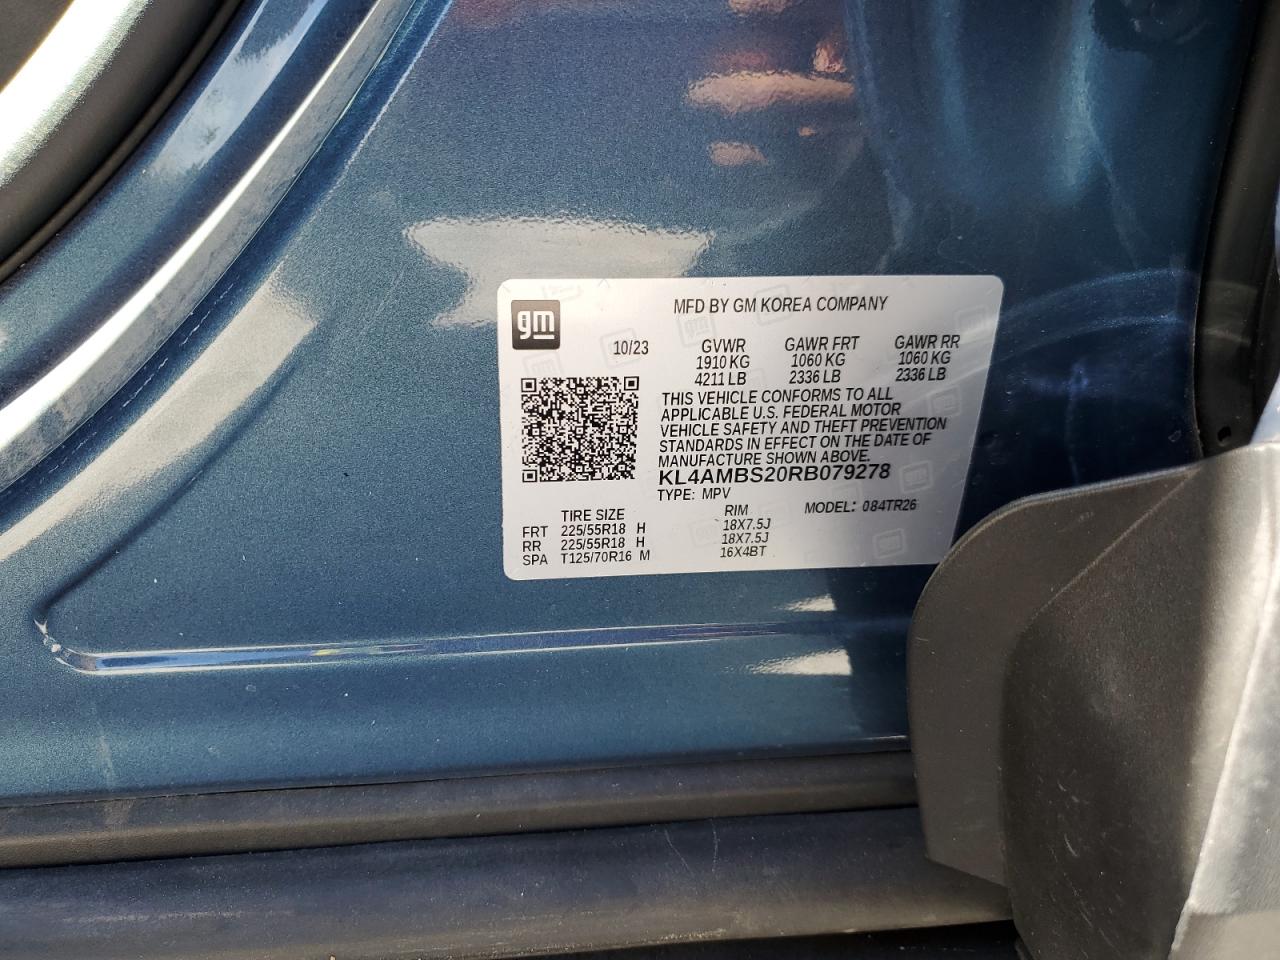 gm
MFD BY GM KOREA COMPANY
10/23 GVWR GAWR FRT GAWR RR
1910 KG 1060 KG 1060 KG
4211 LB 2336 LB 2336 LB
THIS VEHICLE CONFORMS TO ALL
APPLICABLE U.S. FEDERAL MOTOR
VEHICLE SAFETY AND THEFT PREVENTION
STANDARDS IN EFFECT ON THE DATE OF
MANUFACTURE SHOWN ABOVE.
KL4AMBS20RB079278
TYPE: MPV MODEL: 084TR26
TIRE SIZE RIM
FRT 225/55R18 H 18X7.5J
RR 225/55R18 H 18X7.5J
SPA T125/70R16 M 16X4BT